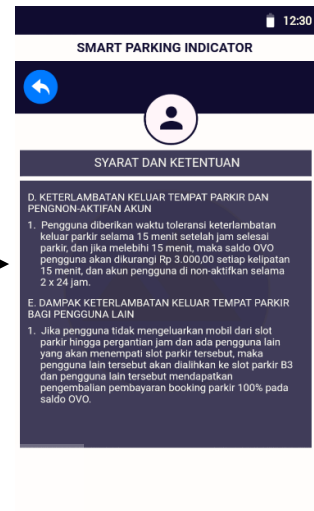 12:30
SMART PARKING INDICATOR
SYARAT DAN KETENTUAN
D. KETERLAMBATAN KELUAR TEMPAT PARKIR DAN
PENGNON-AKTIFAN AKUN
1. Pengguna diberikan waktu toleransi keterlambatan
keluar parkir selama 15 menit setelah jam selesai
parkir, dan jika melebihi 15 menit, maka saldo OVO
pengguna akan dikurangi Rp 3.000,00 setiap kelipatan
15 menit, dan akun pengguna di non-aktifkan selama
2 x 24 jam.
E. DAMPAK KETERLAMBATAN KELUAR TEMPAT PARKIR
BAGI PENGGUNA LAIN
1. Jika pengguna tidak mengeluarkan mobil dari slot
parkir hingga pergantian jam dan ada pengguna lain
yang akan menempati slot parkir tersebut, maka
pengguna lain tersebut akan dialihkan ke slot parkir B3
dan pengguna lain tersebut mendapatkan
pengembalian pembayaran booking parkir 100% pada
saldo OVO.